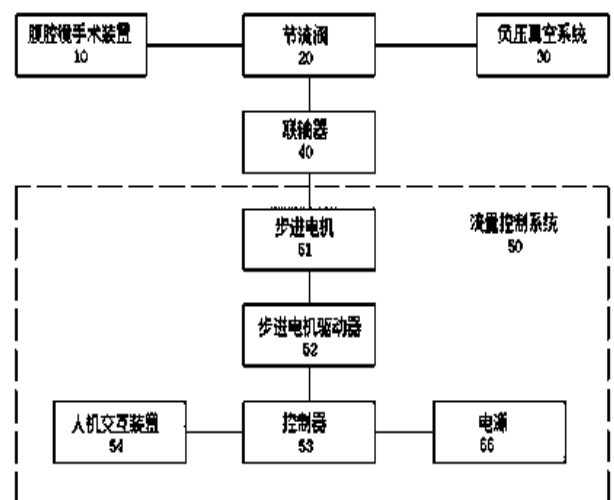 腹腔镜手术装置
10
节流阀
20
负压真空系统
30
联轴器
40
步进电机
51
流量控制系统
50
步进电机驱动器
52
人机交互装置
54
控制器
53
电源
55